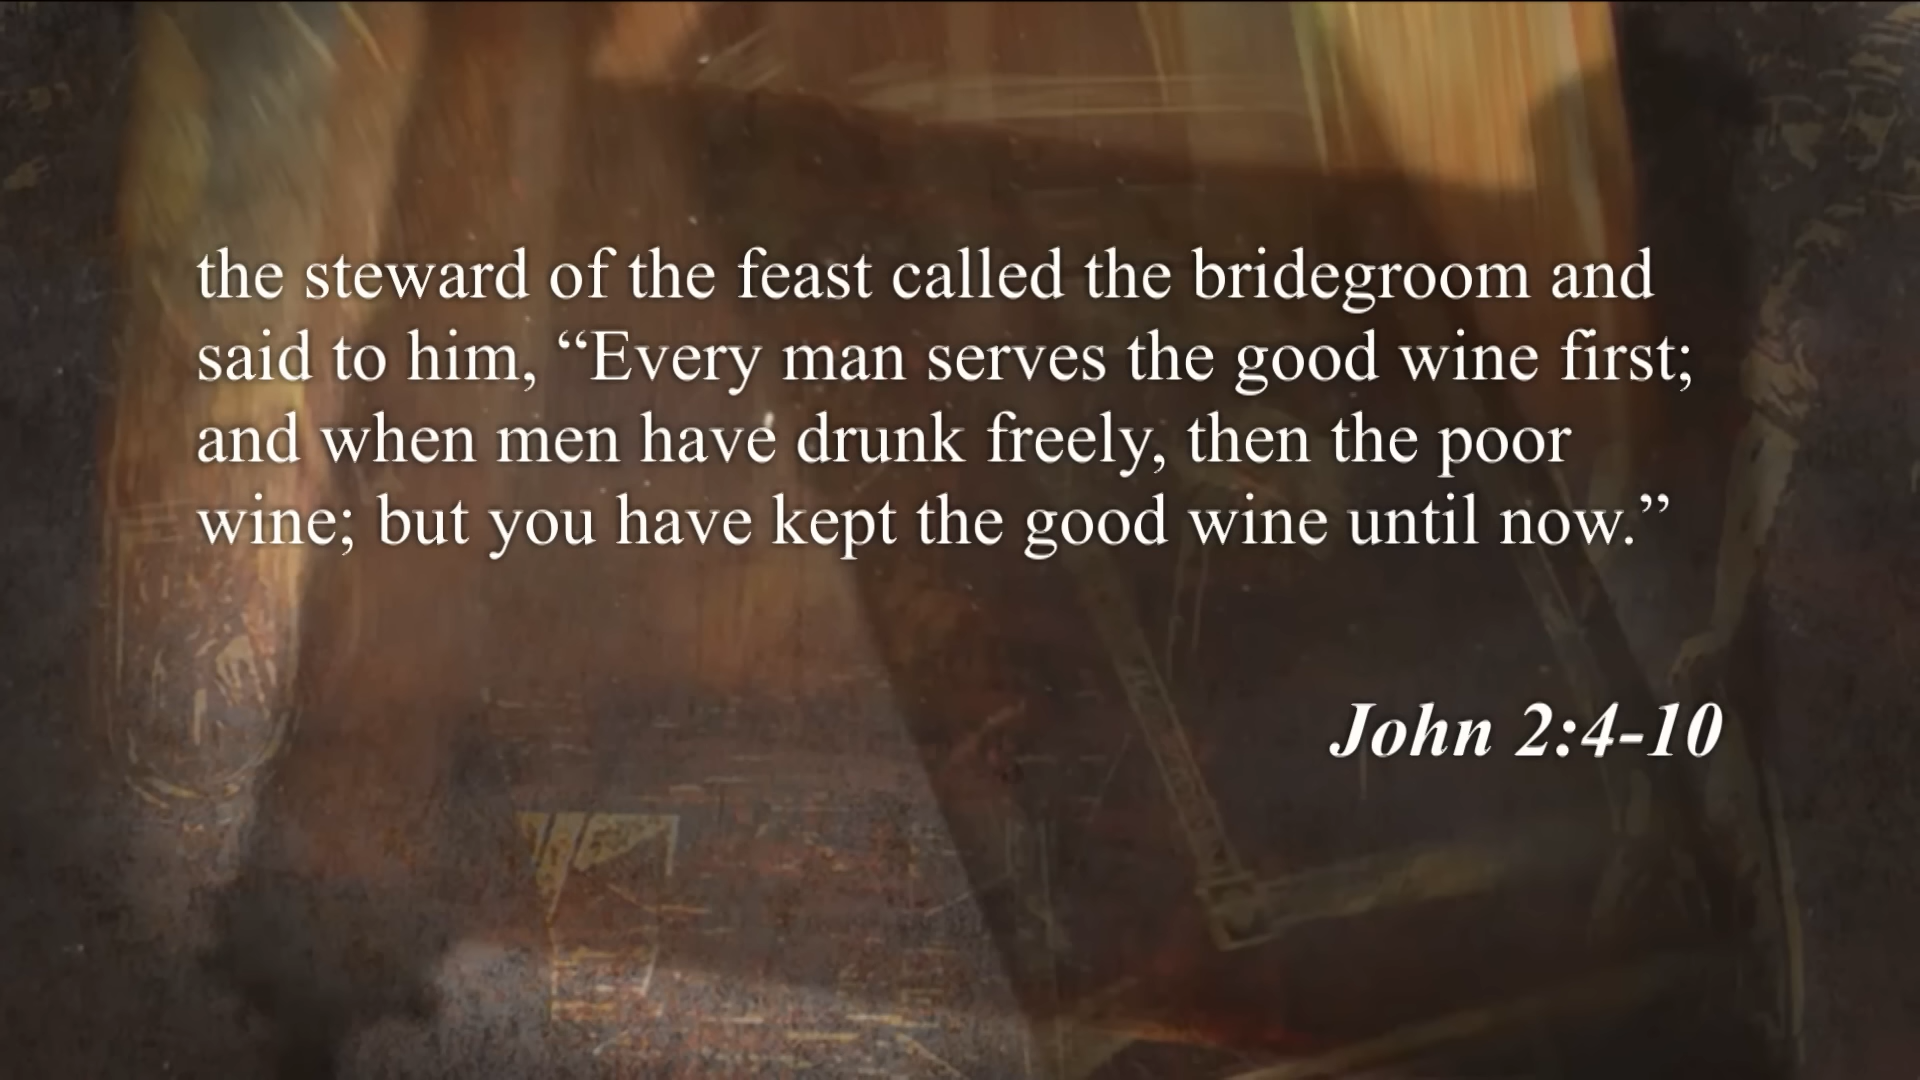 the steward of the feast called the bridegroom and
said to him, “Every man serves the good wine first;
and when men have drunk freely, then the poor
wine; but you have kept the good wine until now.”
John 2:4-10